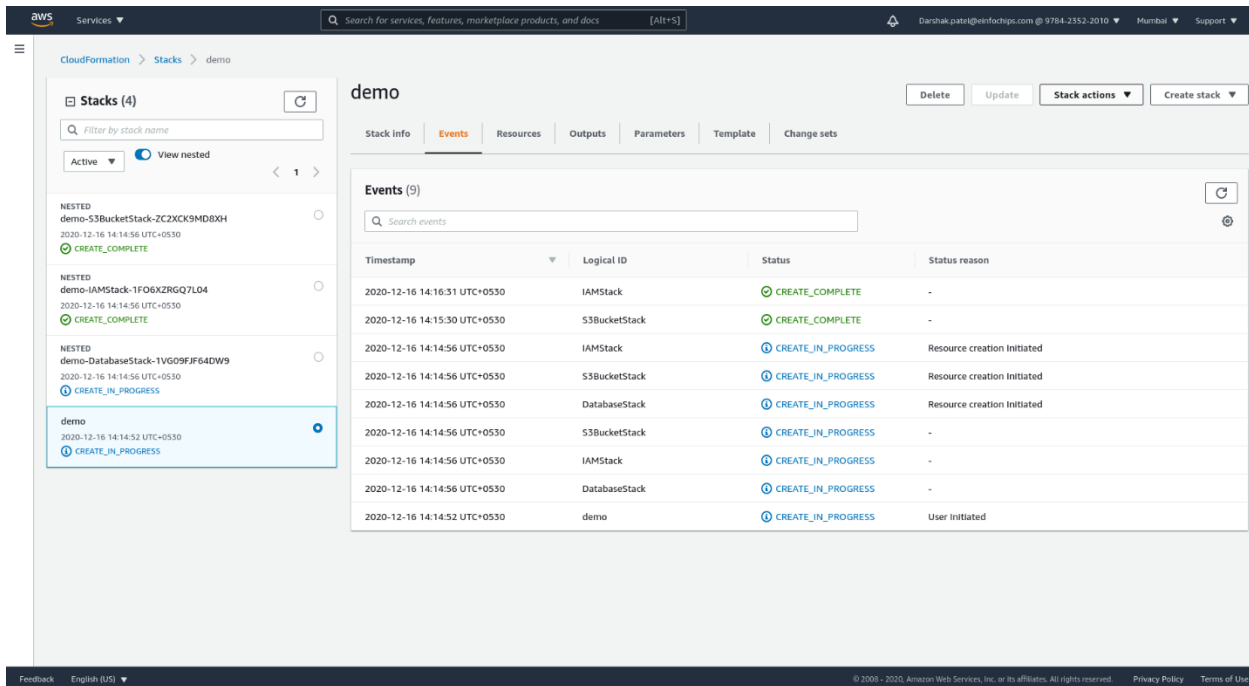 aws Services ▼ Search for services, features, marketplace products, and docs [Alt+S] Darshak.patel@einfochips.com @ 9784-2352-2010 ▼ Mumbai ▼ Support ▼
CloudFormation > Stacks > demo
Stacks (4)
Filter by stack name
Active ▼ View nested
< 1 >
NESTED
demo-S3BucketStack-ZC2XCK9MD8XH
2020-12-16 14:14:56 UTC+0530
CREATE_COMPLETE
NESTED
demo-IAMStack-1FO6XZRGQ7L04
2020-12-16 14:14:56 UTC+0530
CREATE_COMPLETE
NESTED
demo-DatabaseStack-1VG09FJF64DW9
2020-12-16 14:14:56 UTC+0530
CREATE_IN_PROGRESS
demo
2020-12-16 14:14:52 UTC+0530
CREATE_IN_PROGRESS
demo
Delete Update Stack actions ▼ Create stack ▼
Stack info Events Resources Outputs Parameters Template Change sets
Events (9)
Search events
Timestamp ▼ Logical ID Status Status reason
2020-12-16 14:16:31 UTC+0530 IAMStack CREATE_COMPLETE -
2020-12-16 14:15:30 UTC+0530 S3BucketStack CREATE_COMPLETE -
2020-12-16 14:14:56 UTC+0530 IAMStack CREATE_IN_PROGRESS Resource creation Initiated
2020-12-16 14:14:56 UTC+0530 S3BucketStack CREATE_IN_PROGRESS Resource creation Initiated
2020-12-16 14:14:56 UTC+0530 DatabaseStack CREATE_IN_PROGRESS Resource creation Initiated
2020-12-16 14:14:56 UTC+0530 S3BucketStack CREATE_IN_PROGRESS -
2020-12-16 14:14:56 UTC+0530 IAMStack CREATE_IN_PROGRESS -
2020-12-16 14:14:56 UTC+0530 DatabaseStack CREATE_IN_PROGRESS -
2020-12-16 14:14:52 UTC+0530 demo CREATE_IN_PROGRESS User Initiated
Feedback English (US) ▼ © 2008 - 2020, Amazon Web Services, Inc. or its affiliates. All rights reserved. Privacy Policy Terms of Use